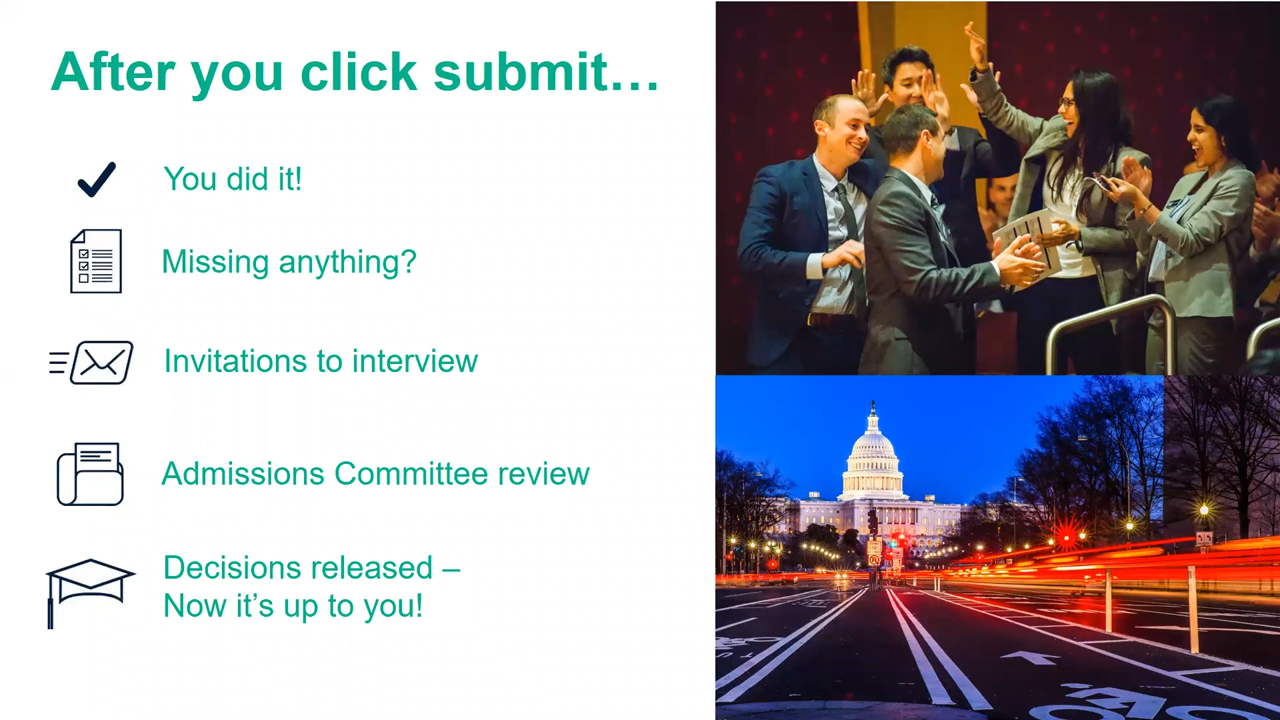 After you click submit…
You did it!
Missing anything?
Invitations to interview
Admissions Committee review
Decisions released –
Now it's up to you!